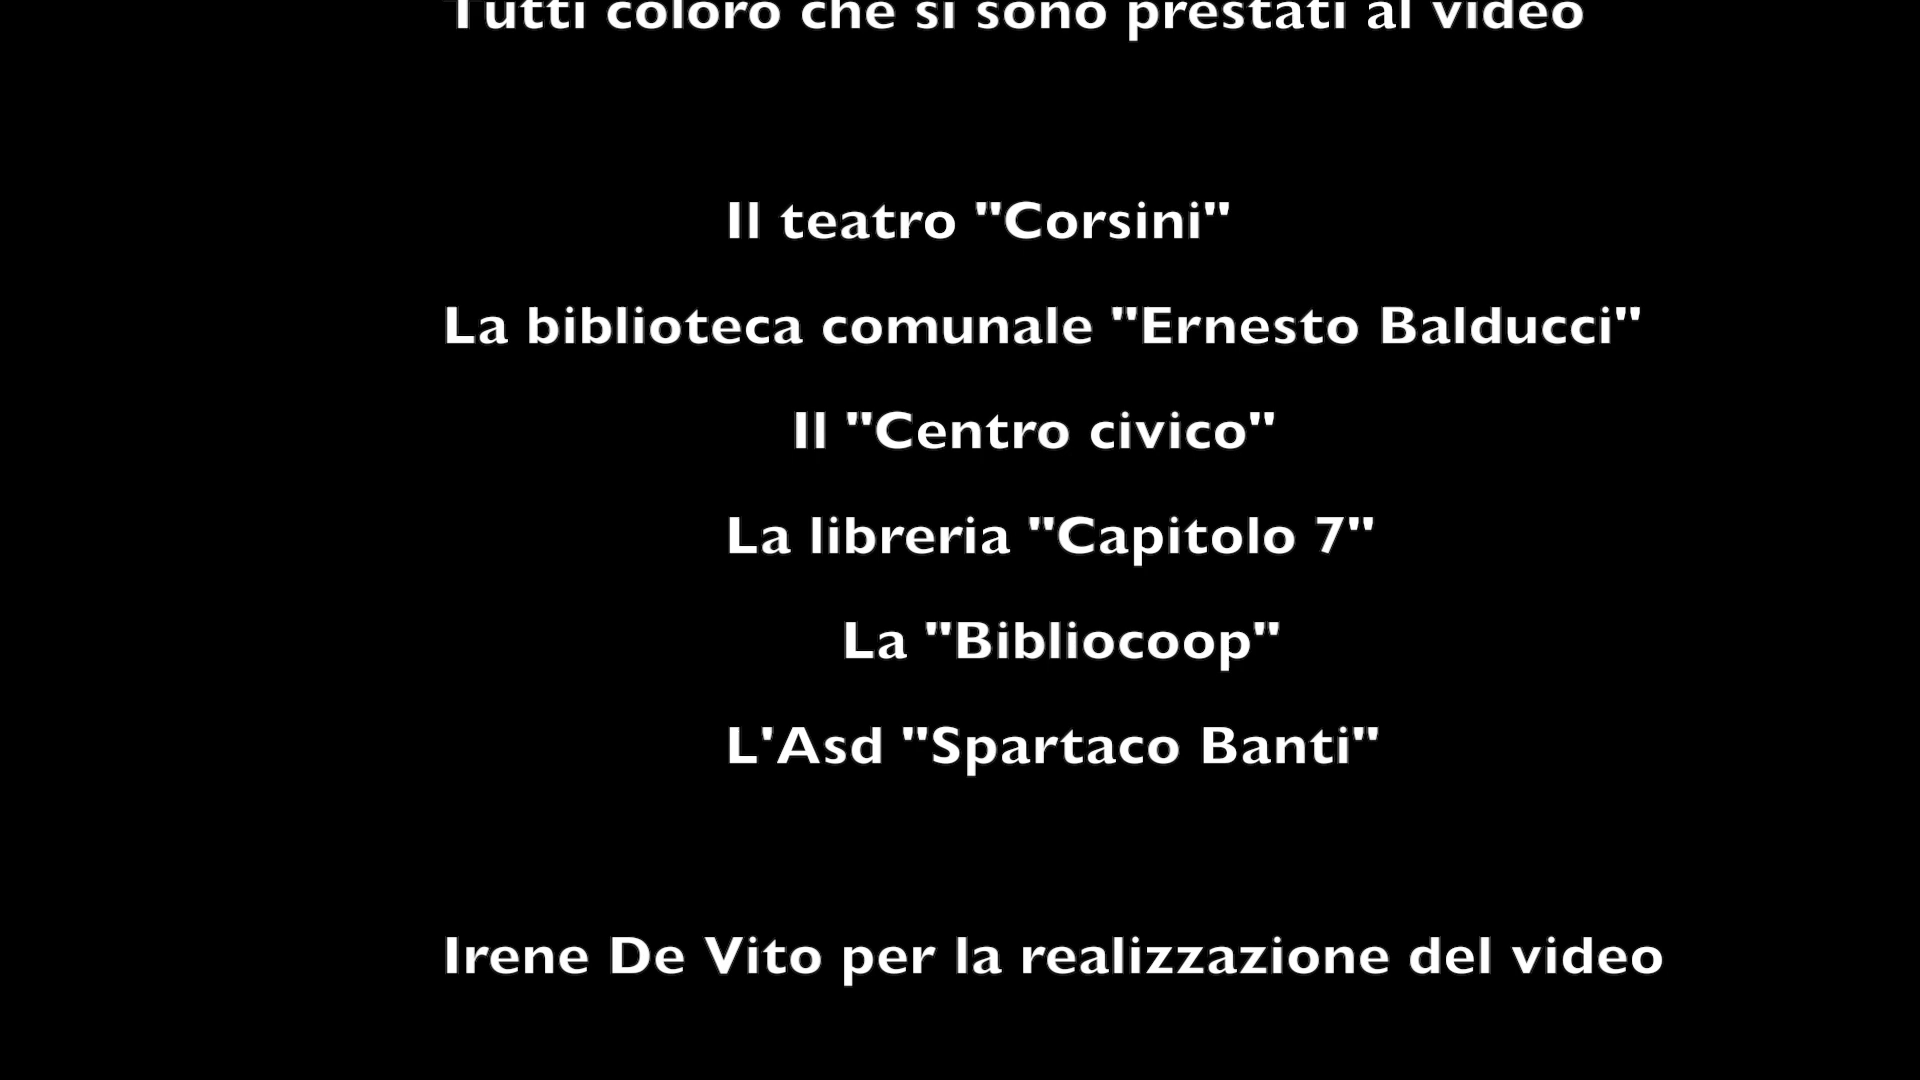 Tutti coloro che si sono prestati al video
Il teatro "Corsini"
La biblioteca comunale "Ernesto Balducci"
Il "Centro civico"
La libreria "Capitolo 7"
La "Bibliocoop"
L'Asd "Spartaco Banti"
Irene De Vito per la realizzazione del video